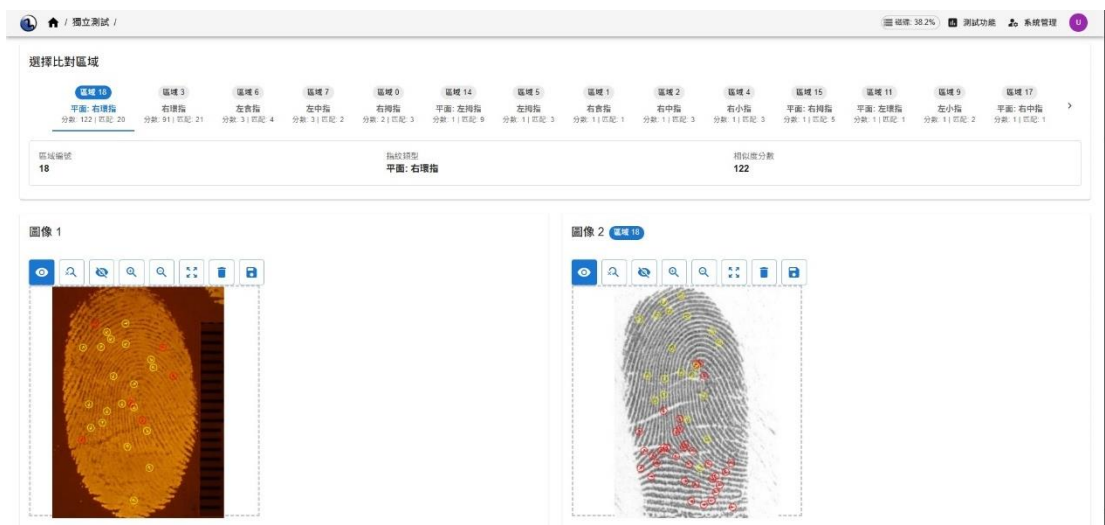 / 獨立測試 /
磁碟: 38.2%
測試功能
系統管理
U
選擇比對區域
區域 18
平面: 右環指
分數: 122 | 匹配: 20
區域 3
右環指
分數: 91 | 匹配: 21
區域 6
左食指
分數: 3 | 匹配: 4
區域 7
左中指
分數: 3 | 匹配: 2
區域 0
右拇指
分數: 2 | 匹配: 3
區域 14
平面: 左拇指
分數: 1 | 匹配: 9
區域 5
左拇指
分數: 1 | 匹配: 3
區域 1
右食指
分數: 1 | 匹配: 1
區域 2
右中指
分數: 1 | 匹配: 3
區域 4
右小指
分數: 1 | 匹配: 3
區域 15
平面: 右拇指
分數: 1 | 匹配: 5
區域 11
平面: 左環指
分數: 1 | 匹配: 1
區域 9
左小指
分數: 1 | 匹配: 2
區域 17
平面: 右中指
分數: 1 | 匹配: 1
區域編號
18
指紋類型
平面: 右環指
相似度分數
122
圖像 1
圖像 2 區域 18